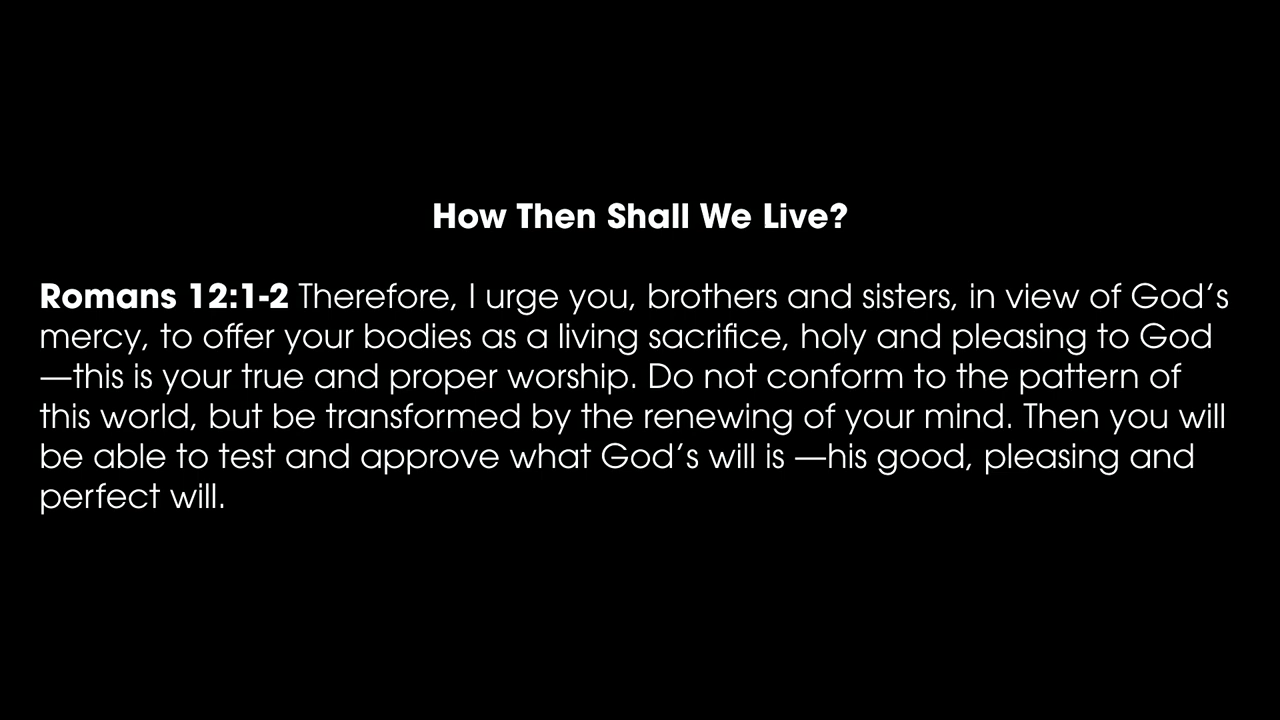 How Then Shall We Live?
Romans 12:1-2 Therefore, I urge you, brothers and sisters, in view of God’s
mercy, to offer your bodies as a living sacrifice, holy and pleasing to God
—this is your true and proper worship. Do not conform to the pattern of
this world, but be transformed by the renewing of your mind. Then you will
be able to test and approve what God’s will is —his good, pleasing and
perfect will.